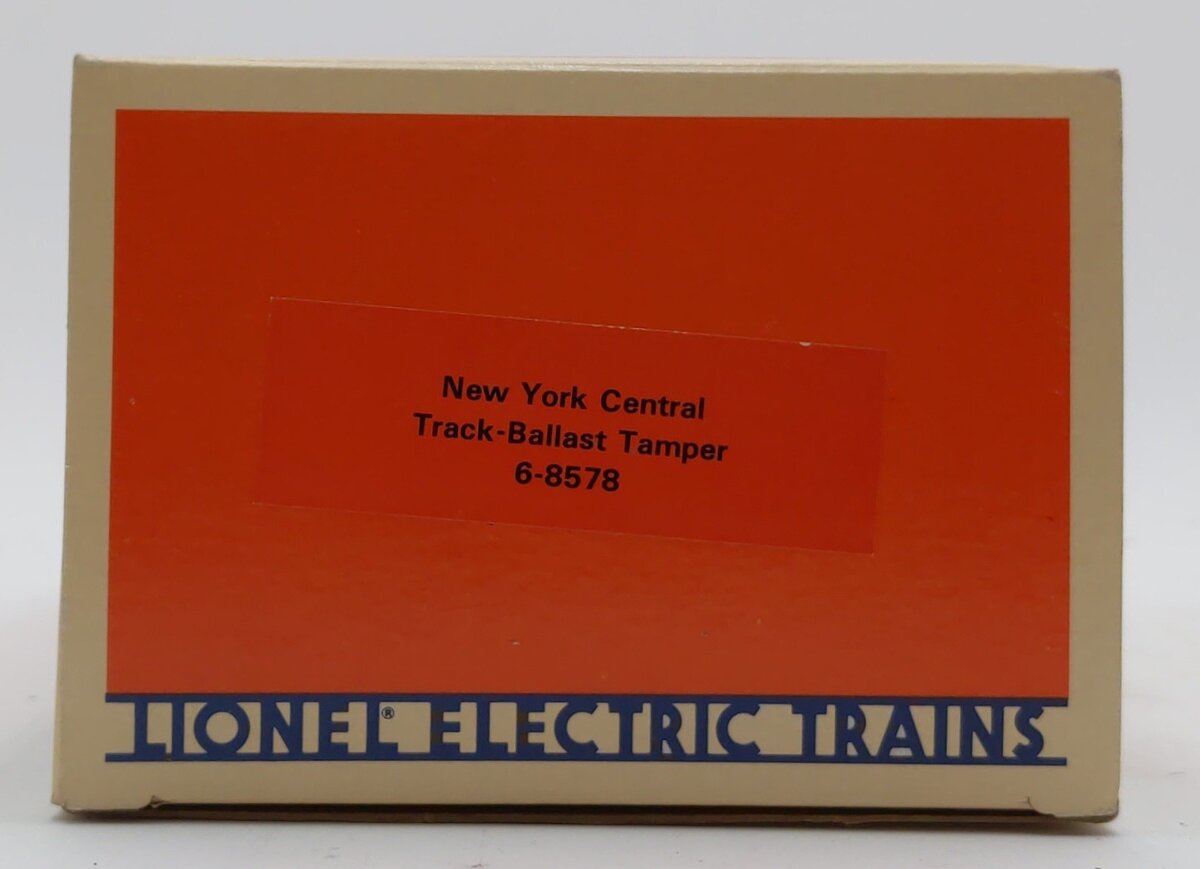 New York Central
Track-Ballast Tamper
6-8578
LIONEL® ELECTRIC TRAINS